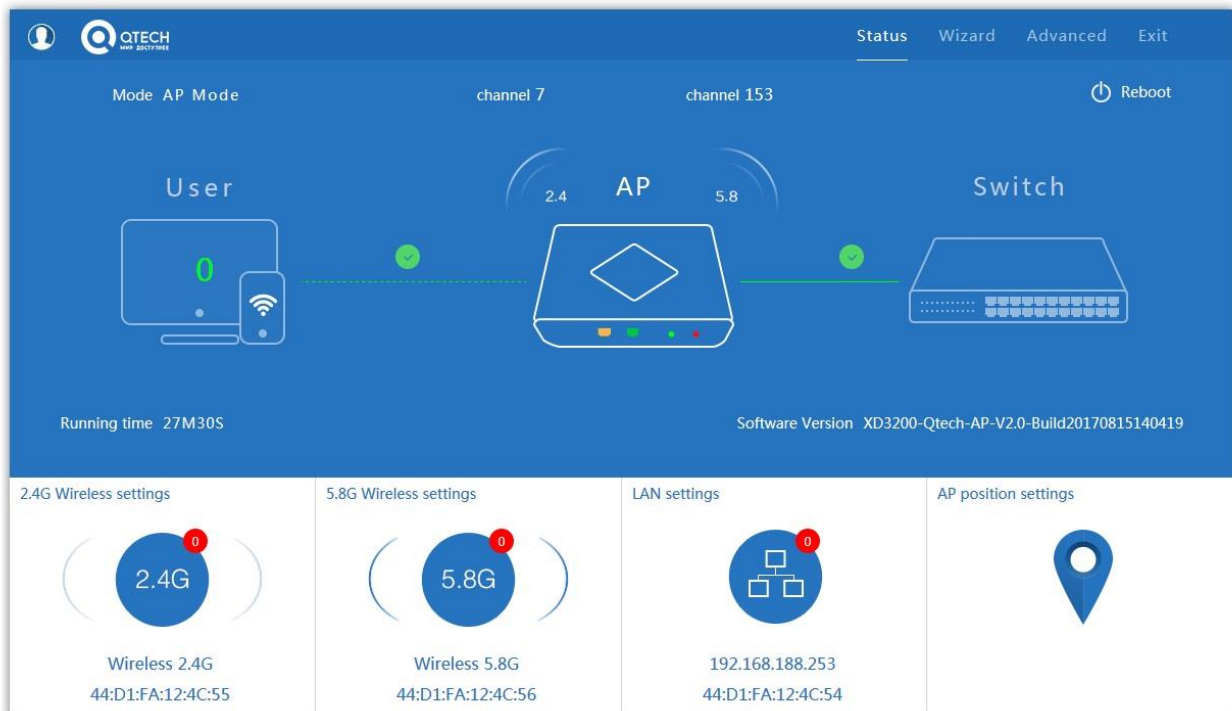 QTECH
МИР ДОСТУПНЕЕ
Status Wizard Advanced Exit
Mode AP Mode channel 7 channel 153 Reboot
User 2.4 AP 5.8 Switch
0
Running time 27M30S Software Version XD3200-Qtech-AP-V2.0-Build20170815140419
2.4G Wireless settings 5.8G Wireless settings LAN settings AP position settings
0 0 0
2.4G 5.8G
Wireless 2.4G Wireless 5.8G 192.168.188.253
44:D1:FA:12:4C:55 44:D1:FA:12:4C:56 44:D1:FA:12:4C:54